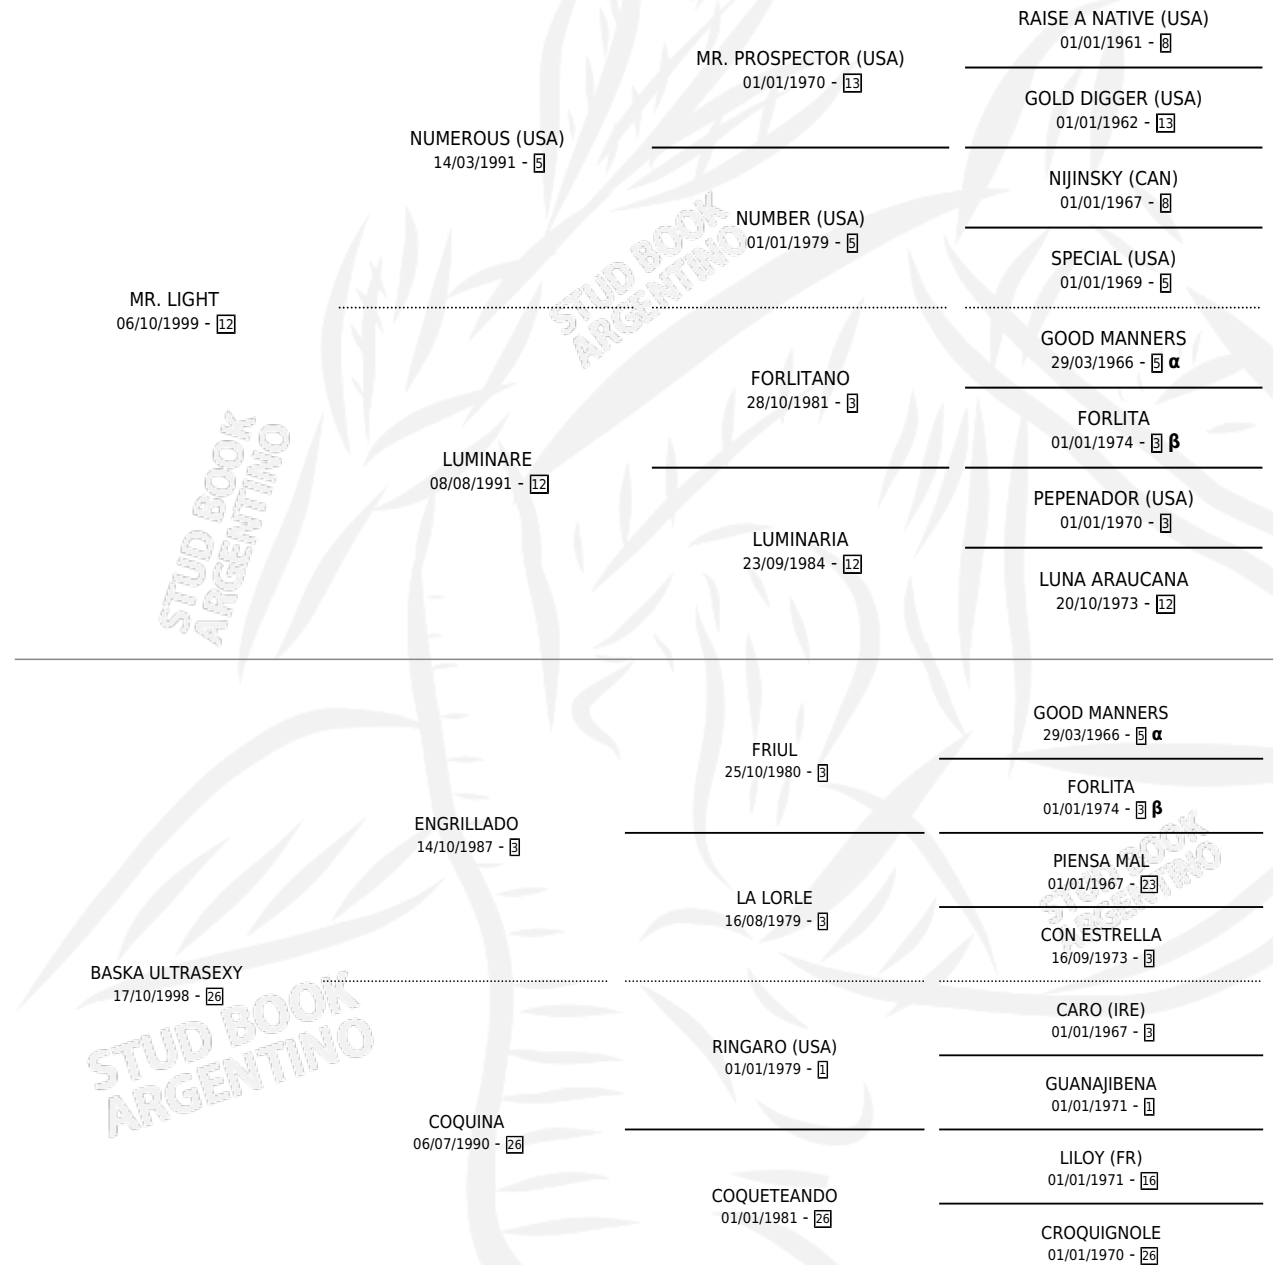 RAISE A NATIVE (USA)
01/01/1961 - 8
MR. PROSPECTOR (USA)
01/01/1970 - 13
GOLD DIGGER (USA)
01/01/1962 - 13
NUMEROUS (USA)
14/03/1991 - 5
NIJINSKY (CAN)
01/01/1967 - 8
NUMBER (USA)
01/01/1979 - 5
SPECIAL (USA)
01/01/1969 - 5
MR. LIGHT
06/10/1999 - 12
GOOD MANNERS
29/03/1966 - 5 α
FORLITANO
28/10/1981 - 3
FORLITA
01/01/1974 - 3 β
LUMINARE
08/08/1991 - 12
PEPENADOR (USA)
01/01/1970 - 3
LUMINARIA
23/09/1984 - 12
LUNA ARAUCANA
20/10/1973 - 12
GOOD MANNERS
29/03/1966 - 5 α
FRIUL
25/10/1980 - 3
FORLITA
01/01/1974 - 3 β
ENGRILLADO
14/10/1987 - 3
PIENSA MAL
01/01/1967 - 23
LA LORLE
16/08/1979 - 3
CON ESTRELLA
16/09/1973 - 3
BASKA ULTRASEXY
17/10/1998 - 26
CARO (IRE)
01/01/1967 - 3
RINGARO (USA)
01/01/1979 - 1
GUANAJIBENA
01/01/1971 - 1
COQUINA
06/07/1990 - 26
LILOY (FR)
01/01/1971 - 16
COQUETEANDO
01/01/1981 - 26
CROQUIGNOLE
01/01/1970 - 26
STUD BOOK
ARGENTINO
STUD BOOK
ARGENTINO
STUD BOOK
ARGENTINO
STUD BOOK
ARGENTINO